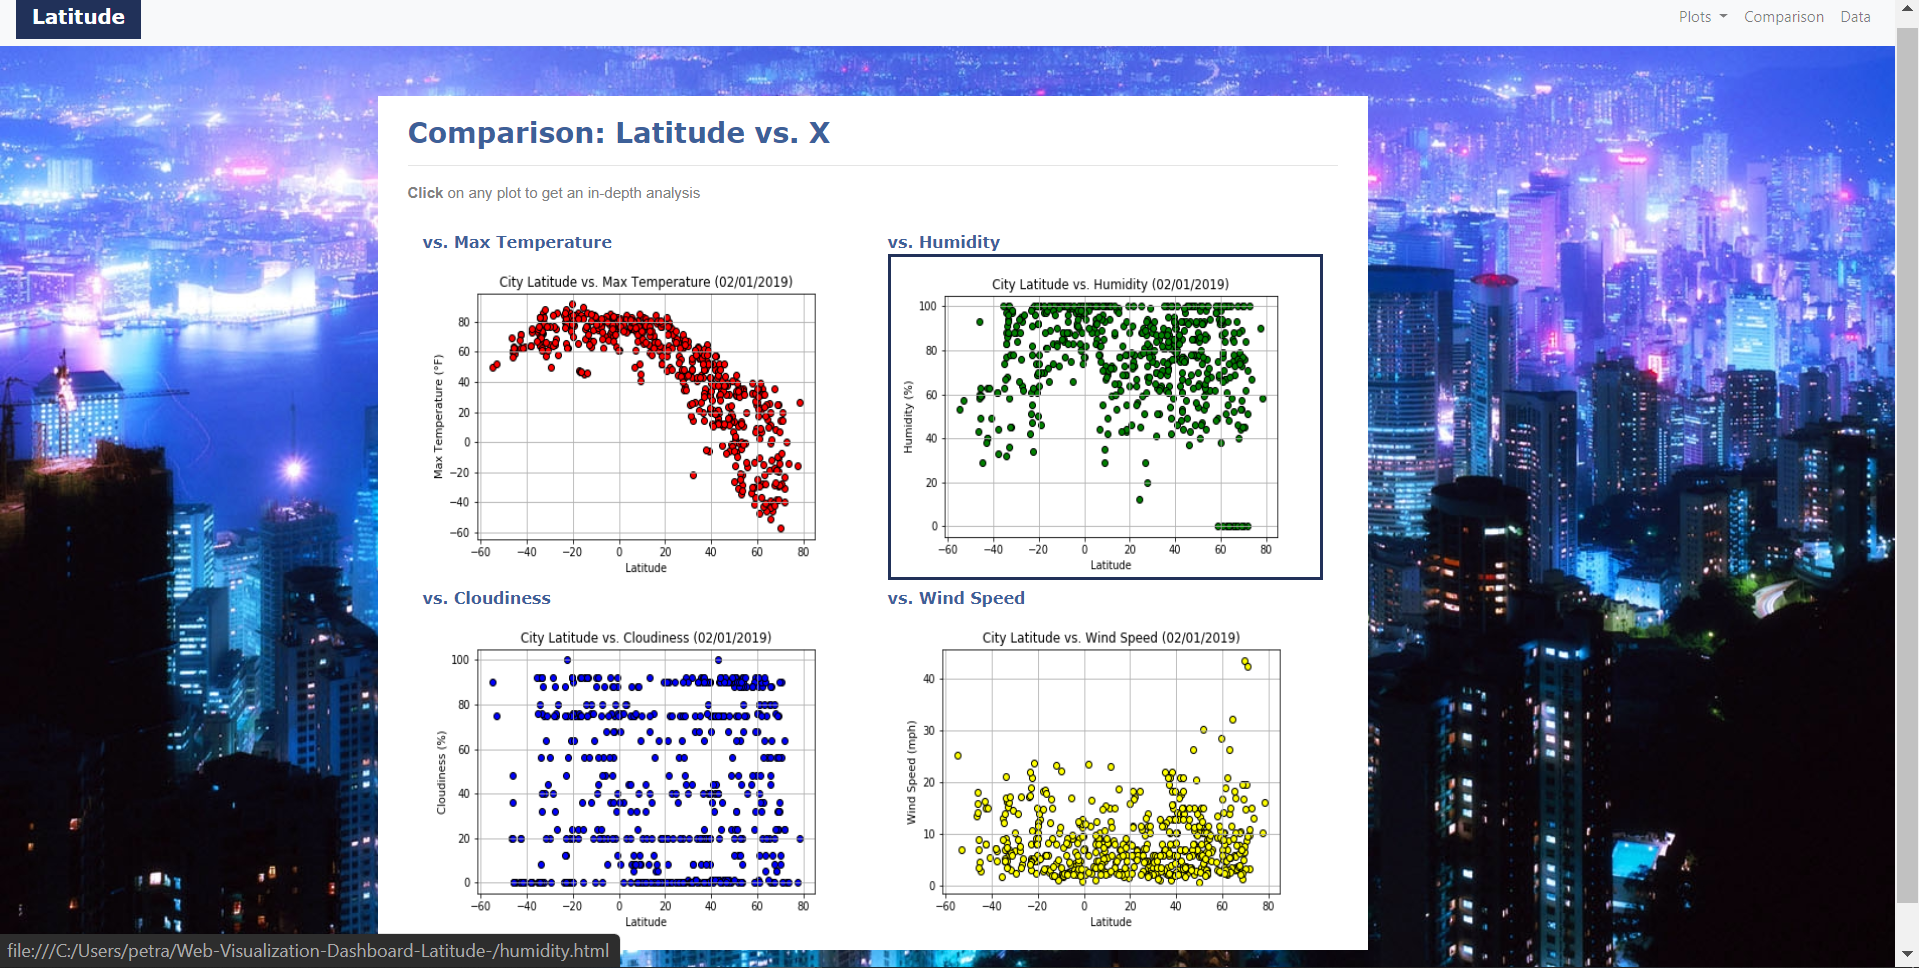 Latitude
Plots Comparison Data
Comparison: Latitude vs. X
Click on any plot to get an in-depth analysis
vs. Max Temperature
City Latitude vs. Max Temperature (02/01/2019)
Max Temperature (°F)
80
60
40
20
0
−20
−40
−60
−60 −40 −20 0 20 40 60 80
Latitude
vs. Humidity
City Latitude vs. Humidity (02/01/2019)
Humidity (%)
100
80
60
40
20
0
−60 −40 −20 0 20 40 60 80
Latitude
vs. Cloudiness
City Latitude vs. Cloudiness (02/01/2019)
Cloudiness (%)
100
80
60
40
20
0
−60 −40 −20 0 20 40 60 80
Latitude
vs. Wind Speed
City Latitude vs. Wind Speed (02/01/2019)
Wind Speed (mph)
40
30
20
10
0
−60 −40 −20 0 20 40 60 80
Latitude
file:///C:/Users/petra/Web-Visualization-Dashboard-Latitude-/humidity.html